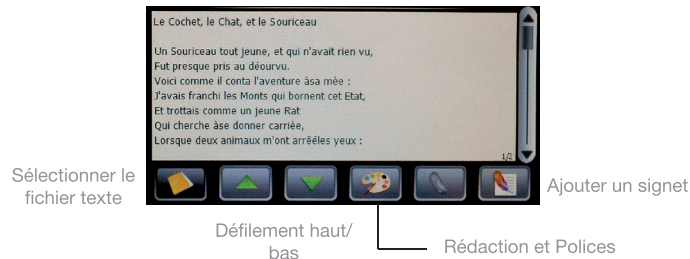 Le Cochet, le Chat, et le Souriceau
Un Souriceau tout jeune, et qui n'avait rien vu,
Fut presque pris au déourvu.
Voici comme il conta l'aventure àsa mèe :
J'avais franchi les Monts qui bornent cet Etat,
Et trottais comme un jeune Rat
Qui cherche àse donner carrièe,
Lorsque deux animaux m'ont arrêéles yeux :
1/2
Sélectionner le
fichier texte
Ajouter un signet
Défilement haut/
bas
Rédaction et Polices